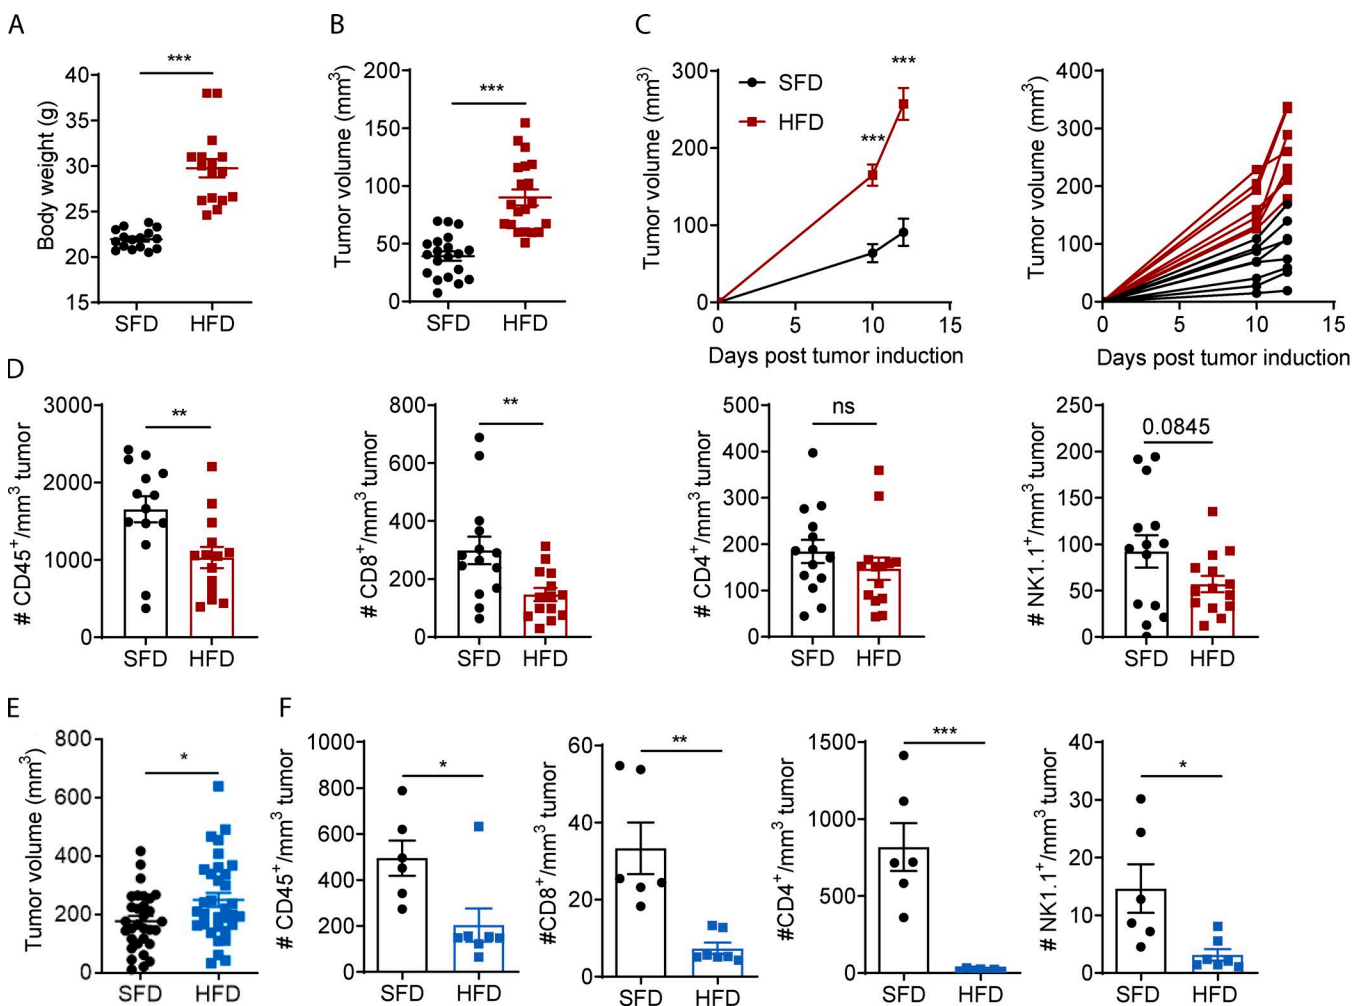 A
Body weight (g)
40
35
30
25
20
15
***
SFD
HFD
B
Tumor volume (mm³)
200
150
100
50
0
***
SFD
HFD
C
Tumor volume (mm³)
300
200
100
0
SFD
HFD
***
***
0
5
10
15
Days post tumor induction
Tumor volume (mm³)
400
300
200
100
0
0
5
10
15
Days post tumor induction
D
# CD45⁺/mm³ tumor
3000
2000
1000
0
**
SFD
HFD
# CD8⁺/mm³ tumor
800
600
400
200
0
**
SFD
HFD
# CD4⁺/mm³ tumor
500
400
300
200
100
0
ns
SFD
HFD
# NK1.1⁺/mm³ tumor
250
200
150
100
50
0
0.0845
SFD
HFD
E
Tumor volume (mm³)
800
600
400
200
0
*
SFD
HFD
F
# CD45⁺/mm³ tumor
1000
800
600
400
200
0
*
SFD
HFD
#CD8⁺/mm³ tumor
60
40
20
0
**
SFD
HFD
#CD4⁺/mm³ tumor
1500
1000
500
0
***
SFD
HFD
# NK1.1⁺/mm³ tumor
40
30
20
10
0
*
SFD
HFD